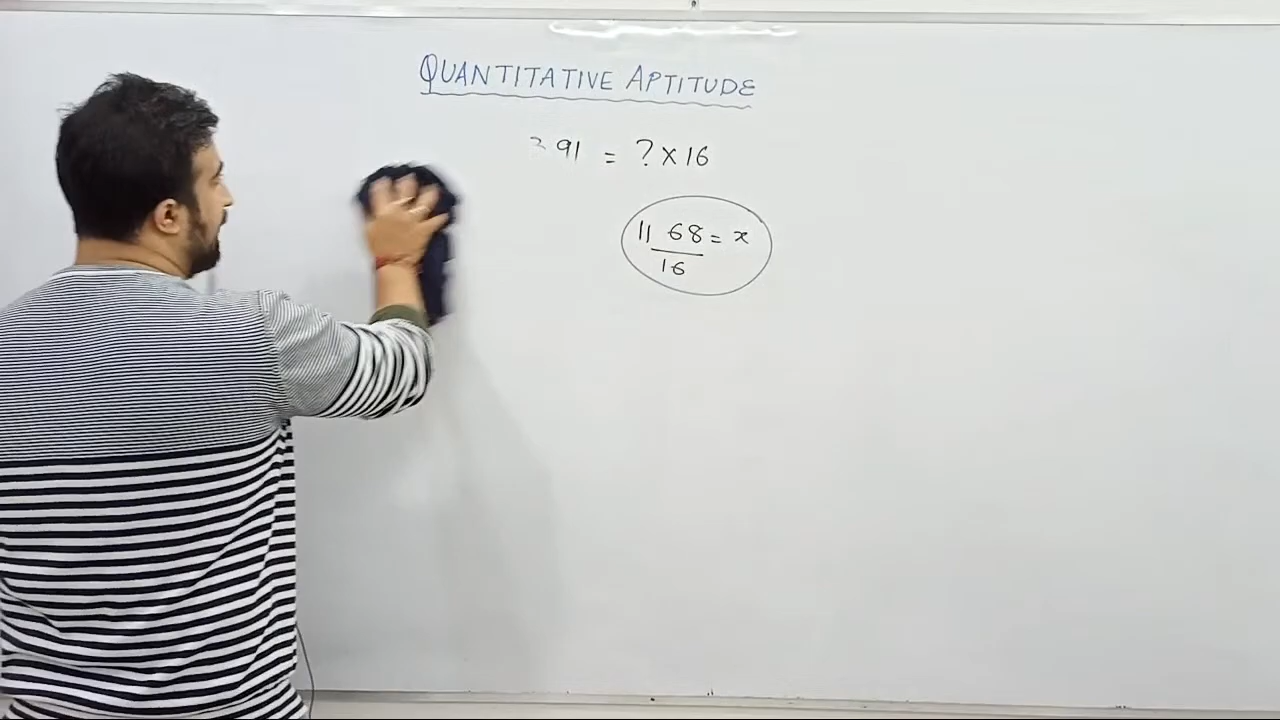 QUANTITATIVE APTITUDE
91 = ? × 16
11 68 = x
16